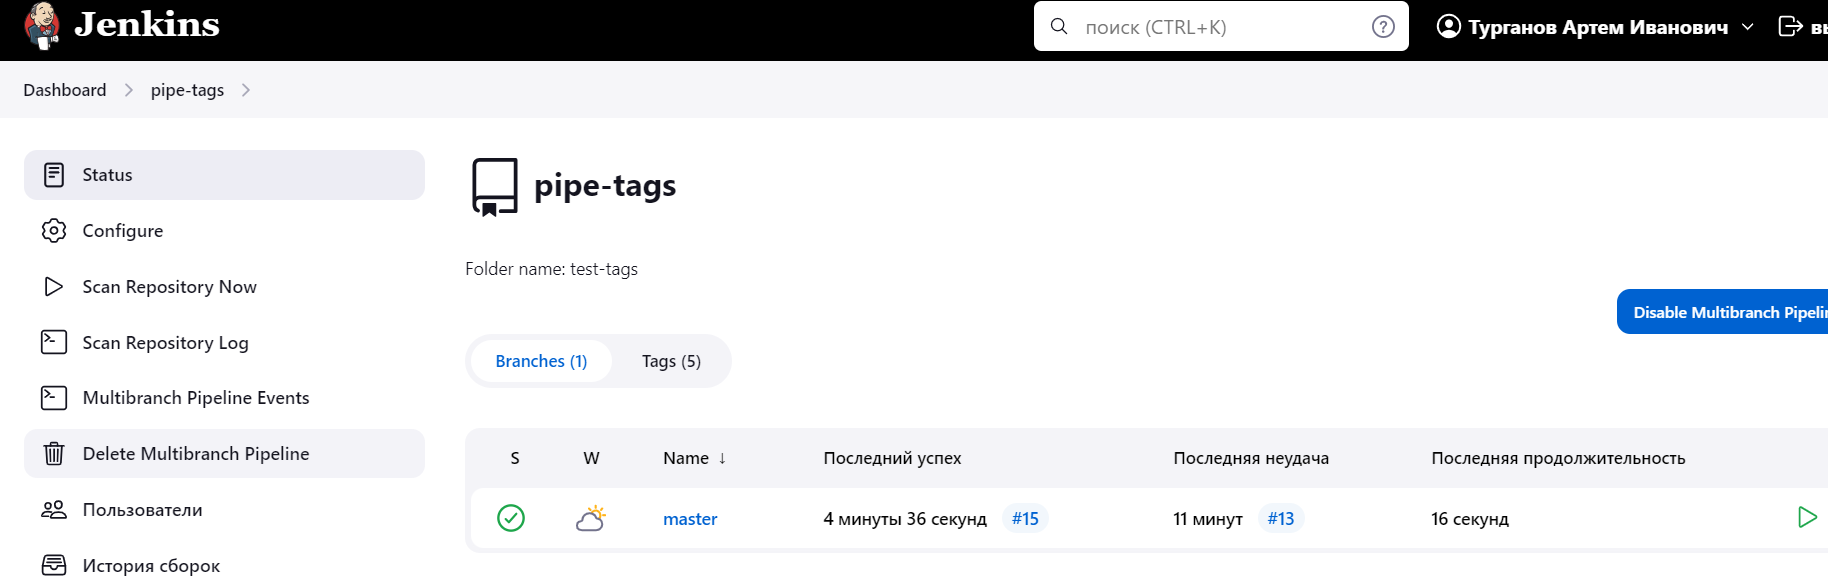 Jenkins
поиск (CTRL+K)
Турганов Артем Иванович
Dashboard
pipe-tags
Status
Configure
Scan Repository Now
Scan Repository Log
Multibranch Pipeline Events
Delete Multibranch Pipeline
Пользователи
История сборок
pipe-tags
Folder name: test-tags
Disable Multibranch
Branches (1) Tags (5)
S W Name ↓ Последний успех Последняя неудача Последняя продолжительность
master 4 минуты 36 секунд #15 11 минут #13 16 секунд